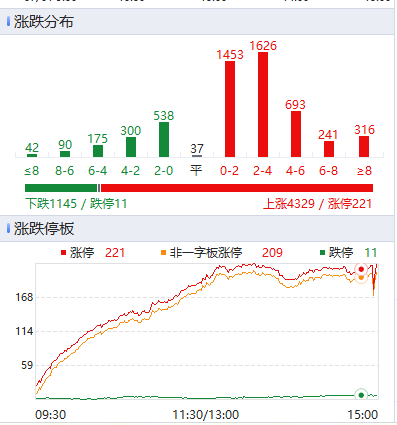 涨跌分布
42 90 175 300 538 37 1453 1626 693 241 316
≤8 8-6 6-4 4-2 2-0 平 0-2 2-4 4-6 6-8 ≥8
下跌1145 / 跌停11 上涨4329 / 涨停221
涨跌停板
涨停 221 非一字板涨停 209 跌停 11
168
114
59
09:30 11:30/13:00 15:00